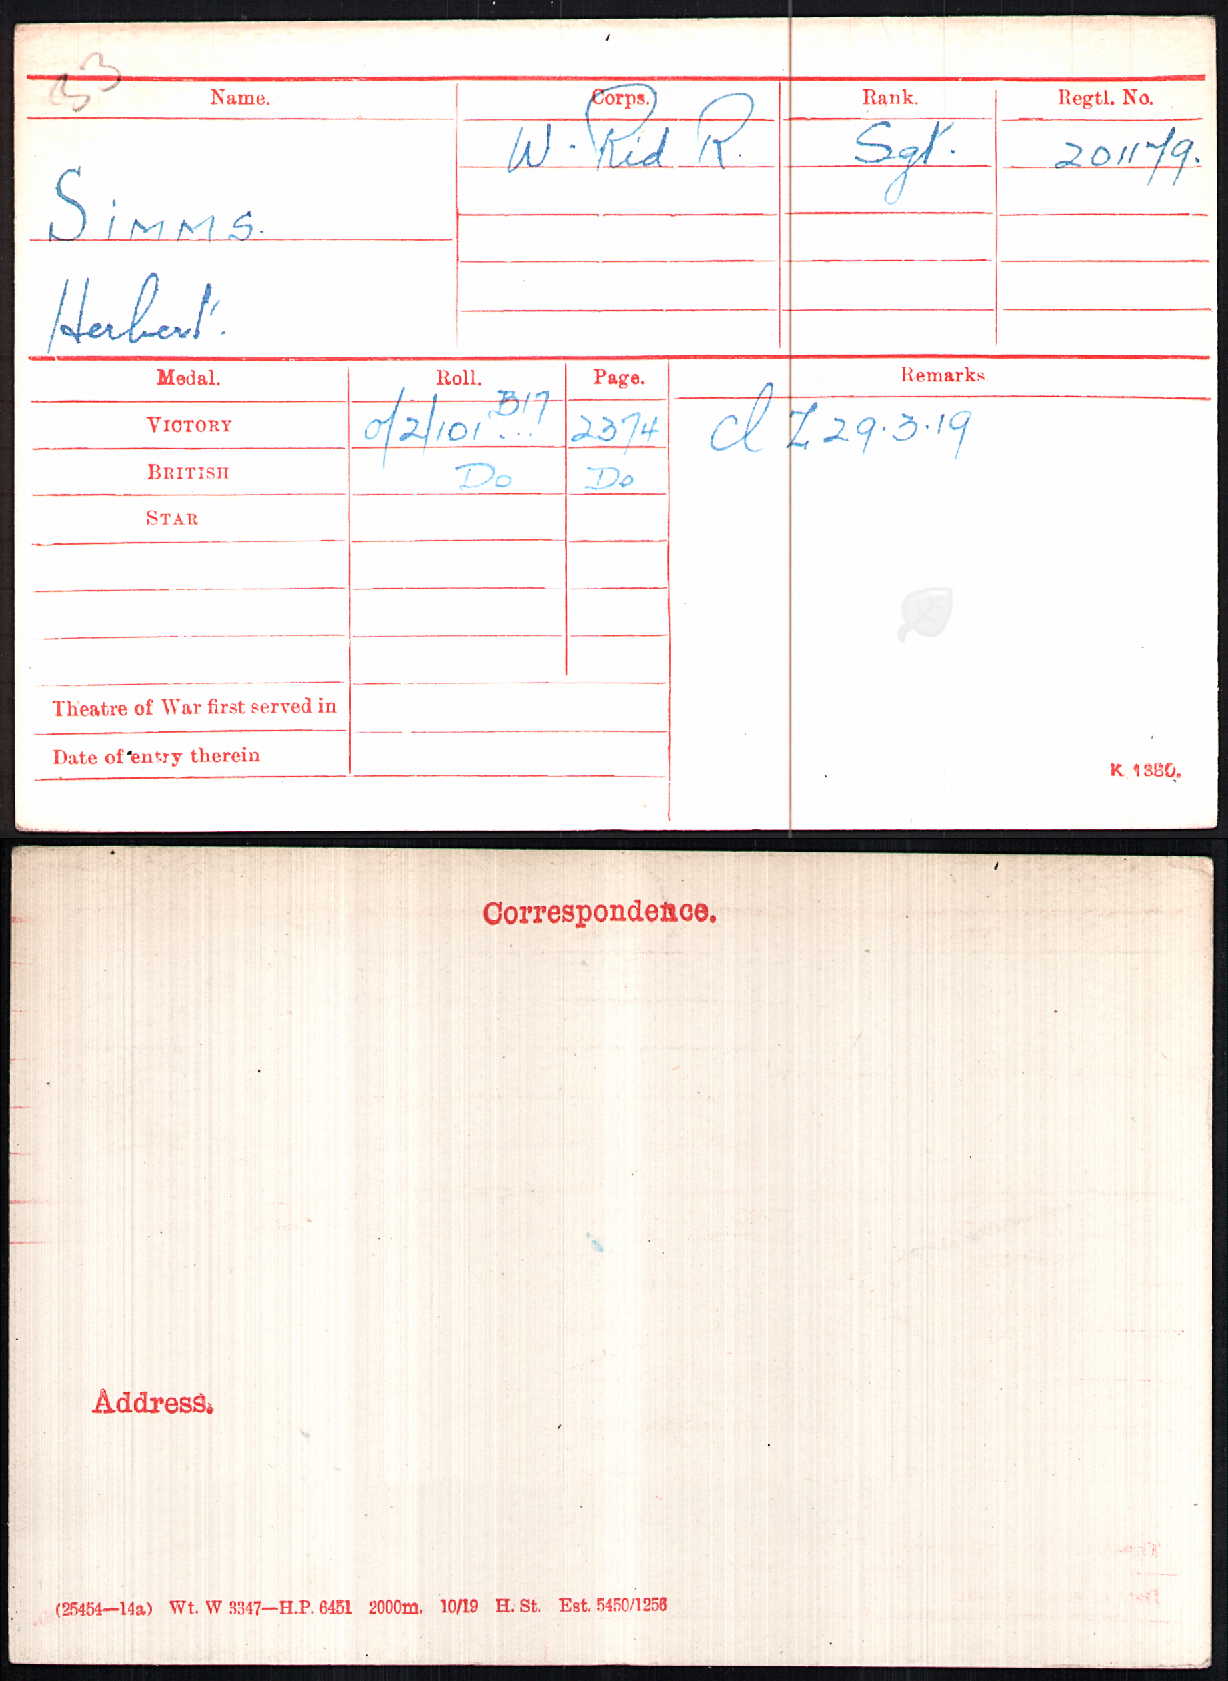 33
Name. Corps. Rank. Regtl. No.
W. Rid R. Sgt. 201179.
SIMMS.
Herbert.
Medal. Roll. Page. Remarks
VICTORY O/2/101 B17 ... 2374 Cl Z 29.3.19
BRITISH Do Do
STAR
Theatre of War first served in
Date of entry therein
K 1380.
Correspondence.
Address.
(25454—14a) Wt. W 3347—H.P. 6451 2000m. 10/19 H. St. Est. 5450/1256